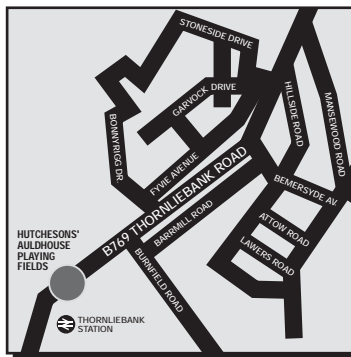 STONESIDE DRIVE
GARVOCK DRIVE
HILLSIDE ROAD
MANSEWOOD ROAD
BONNYRIGG DR.
FYVIE AVENUE
B769 THORNLIEBANK ROAD
BEMERSYDE AV
BARRMILL ROAD
ATTOW ROAD
LAWERS ROAD
BURNFIELD ROAD
HUTCHESONS'
AULDHOUSE
PLAYING
FIELDS
THORNLIEBANK
STATION